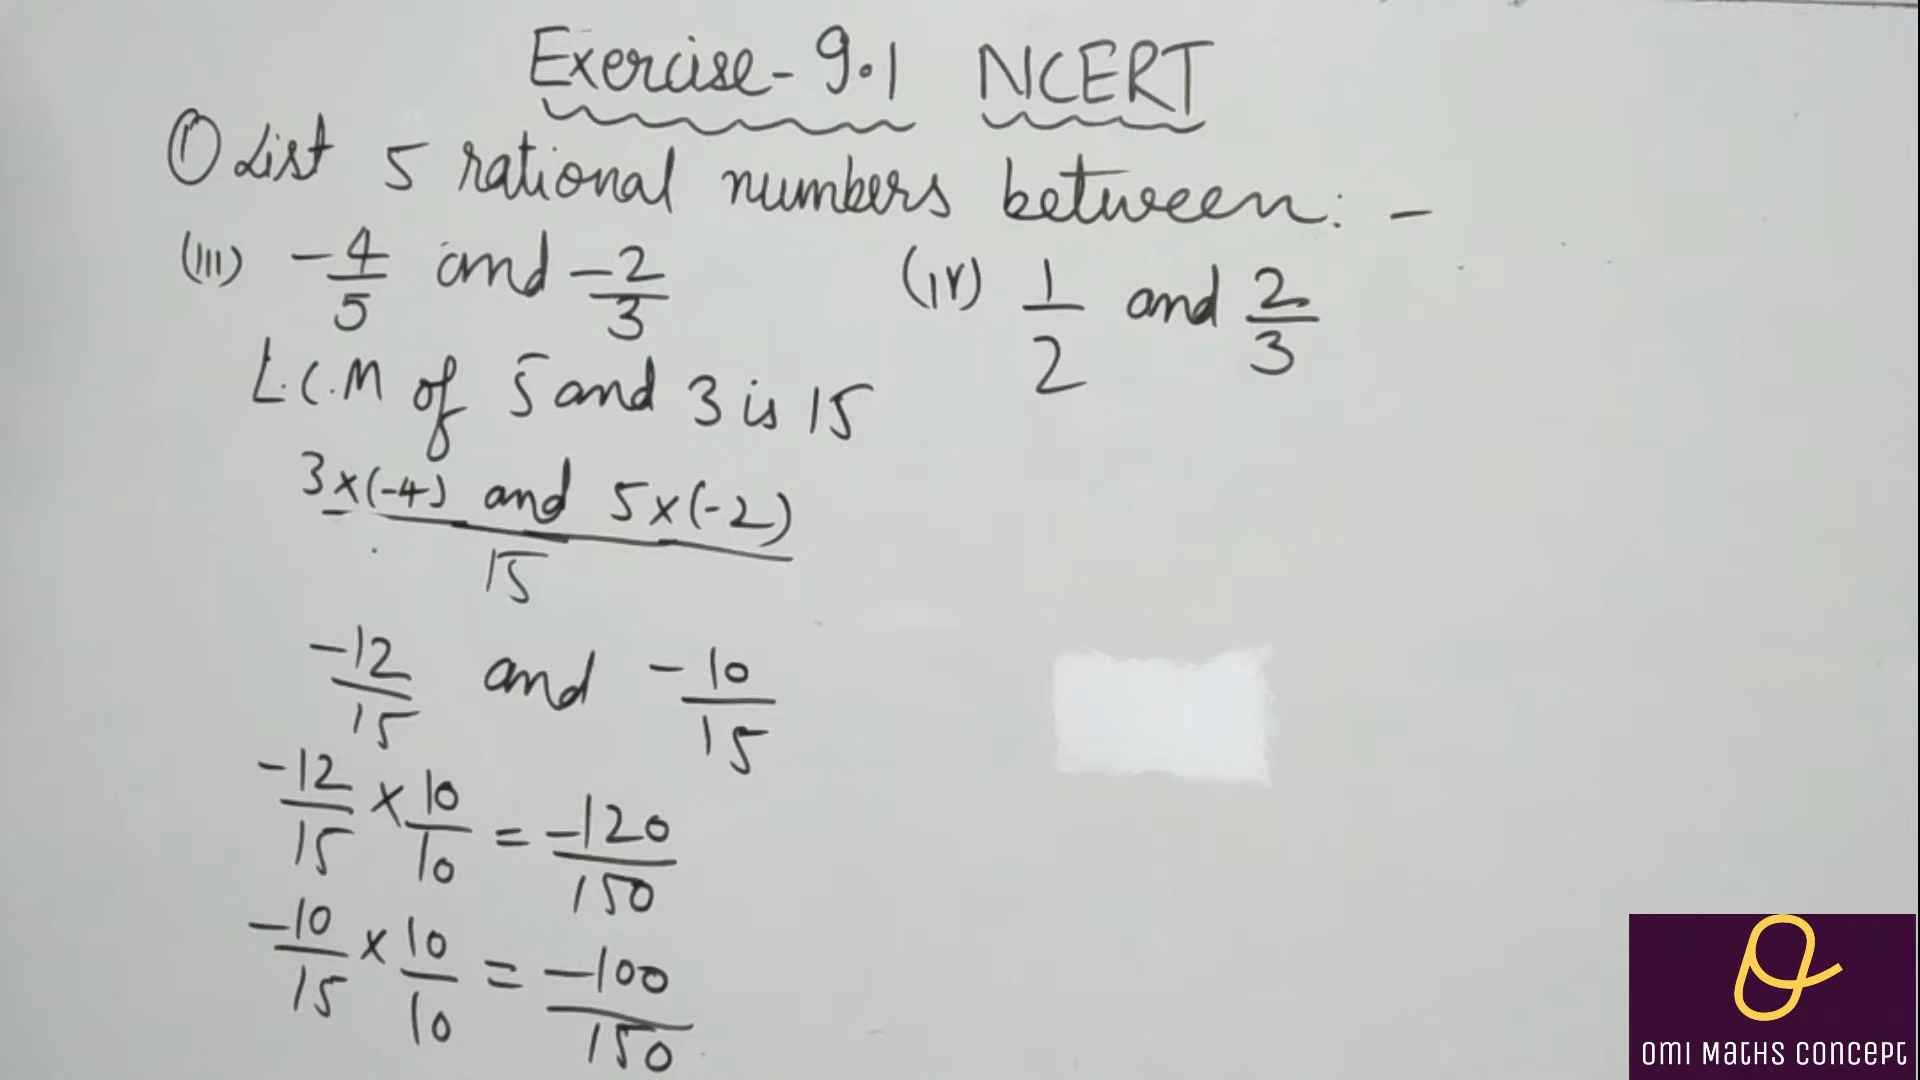 Exercise-9.1 NCERT
① List 5 rational numbers between: -
(iii) -4/5 and -2/3
L.C.M of 5 and 3 is 15
3×(-4) and 5×(-2)
15
-12/15 and -10/15
-12/15 × 10/10 = -120/150
-10/15 × 10/10 = -100/150
(iv) 1/2 and 2/3
OMI MATHS CONCEPT